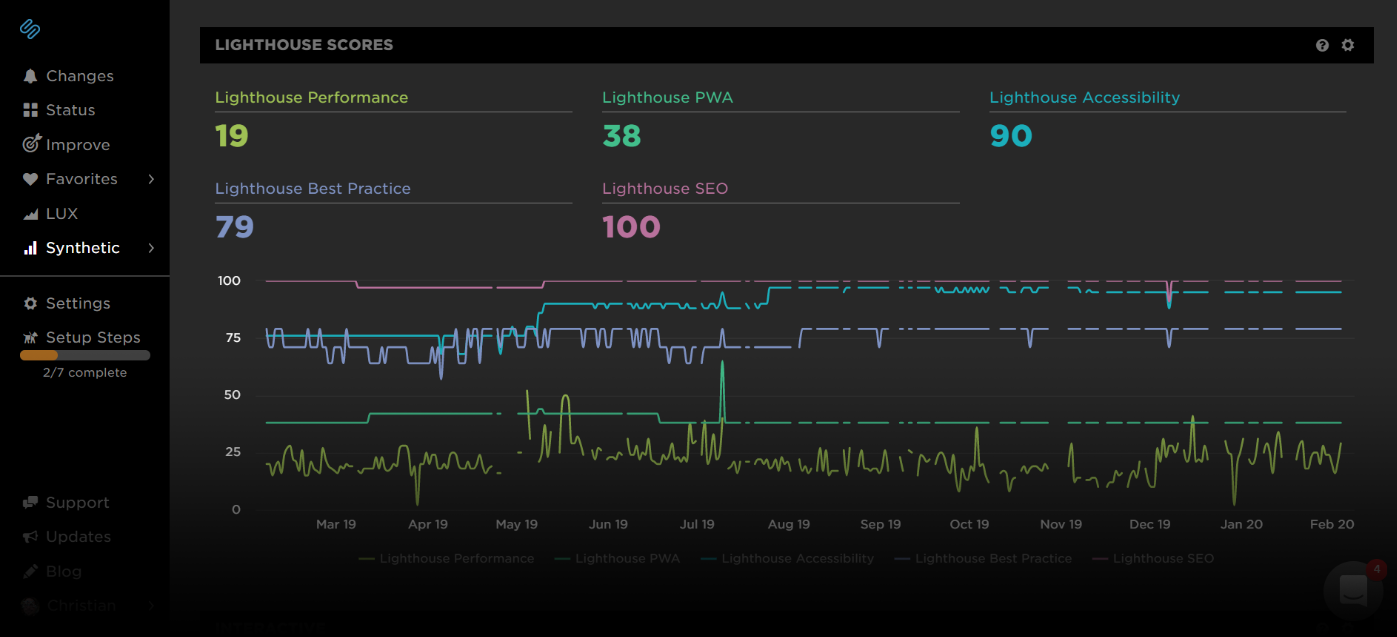 Changes
Status
Improve
Favorites
LUX
Synthetic
Settings
Setup Steps
2/7 complete
Support
Updates
Blog
Christian
LIGHTHOUSE SCORES
Lighthouse Performance
19
Lighthouse PWA
38
Lighthouse Accessibility
90
Lighthouse Best Practice
79
Lighthouse SEO
100
100
75
50
25
0
Mar 19 Apr 19 May 19 Jun 19 Jul 19 Aug 19 Sep 19 Oct 19 Nov 19 Dec 19 Jan 20 Feb 20
Lighthouse Performance Lighthouse PWA Lighthouse Accessibility Lighthouse Best Practice Lighthouse SEO
4